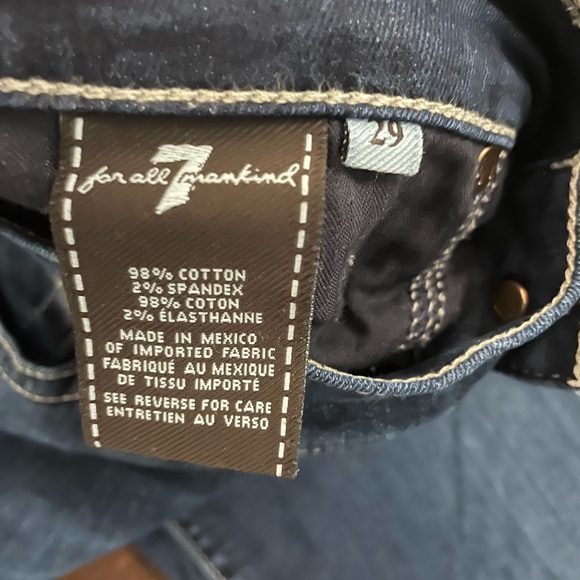 for all 7 mankind
29
98% COTTON
2% SPANDEX
98% COTON
2% ÉLASTHANNE
MADE IN MEXICO
OF IMPORTED FABRIC
FABRIQUÉ AU MEXIQUE
DE TISSU IMPORTÉ
SEE REVERSE FOR CARE
ENTRETIEN AU VERSO